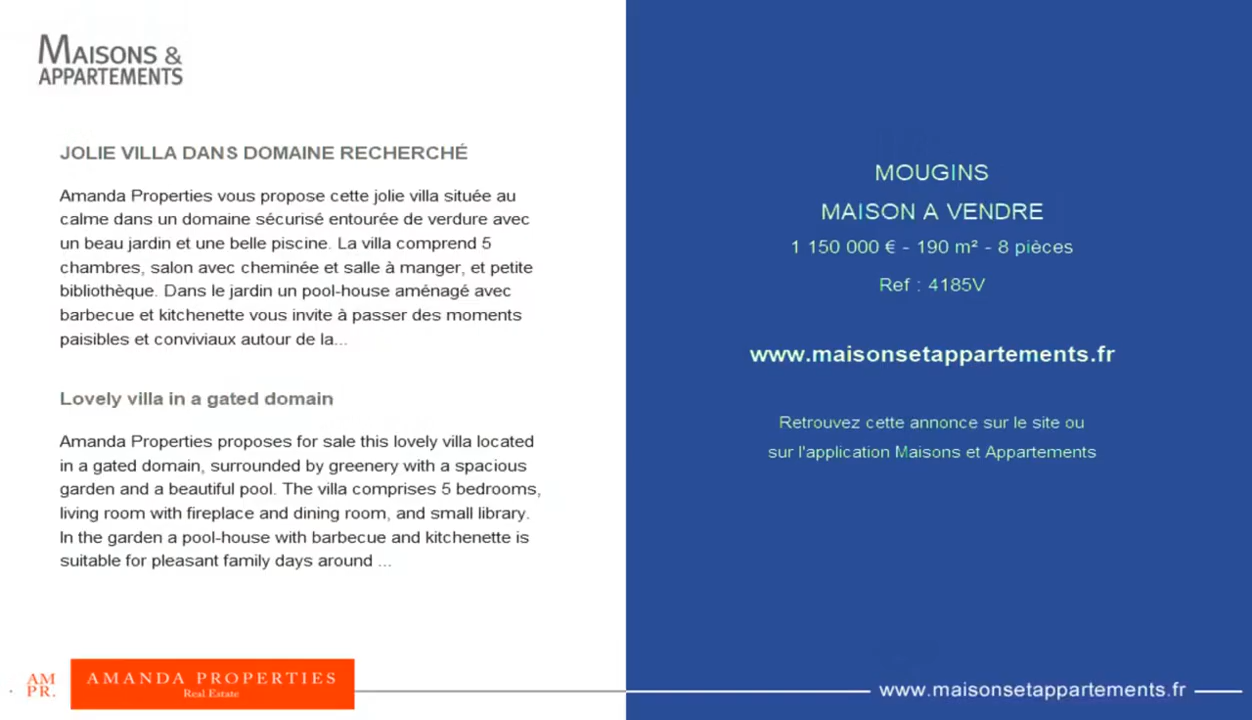 MAISONS &
APPARTEMENTS
JOLIE VILLA DANS DOMAINE RECHERCHÉ
Amanda Properties vous propose cette jolie villa située au
calme dans un domaine sécurisé entourée de verdure avec
un beau jardin et une belle piscine. La villa comprend 5
chambres, salon avec cheminée et salle à manger, et petite
bibliothèque. Dans le jardin un pool-house aménagé avec
barbecue et kitchenette vous invite à passer des moments
paisibles et conviviaux autour de la...
Lovely villa in a gated domain
Amanda Properties proposes for sale this lovely villa located
in a gated domain, surrounded by greenery with a spacious
garden and a beautiful pool. The villa comprises 5 bedrooms,
living room with fireplace and dining room, and small library.
In the garden a pool-house with barbecue and kitchenette is
suitable for pleasant family days around ...
AM
PR.
AMANDA PROPERTIES
Real Estate
MOUGINS
MAISON A VENDRE
1 150 000 € - 190 m² - 8 pièces
Ref : 4185V
www.maisonsetappartements.fr
Retrouvez cette annonce sur le site ou
sur l'application Maisons et Appartements
www.maisonsetappartements.fr